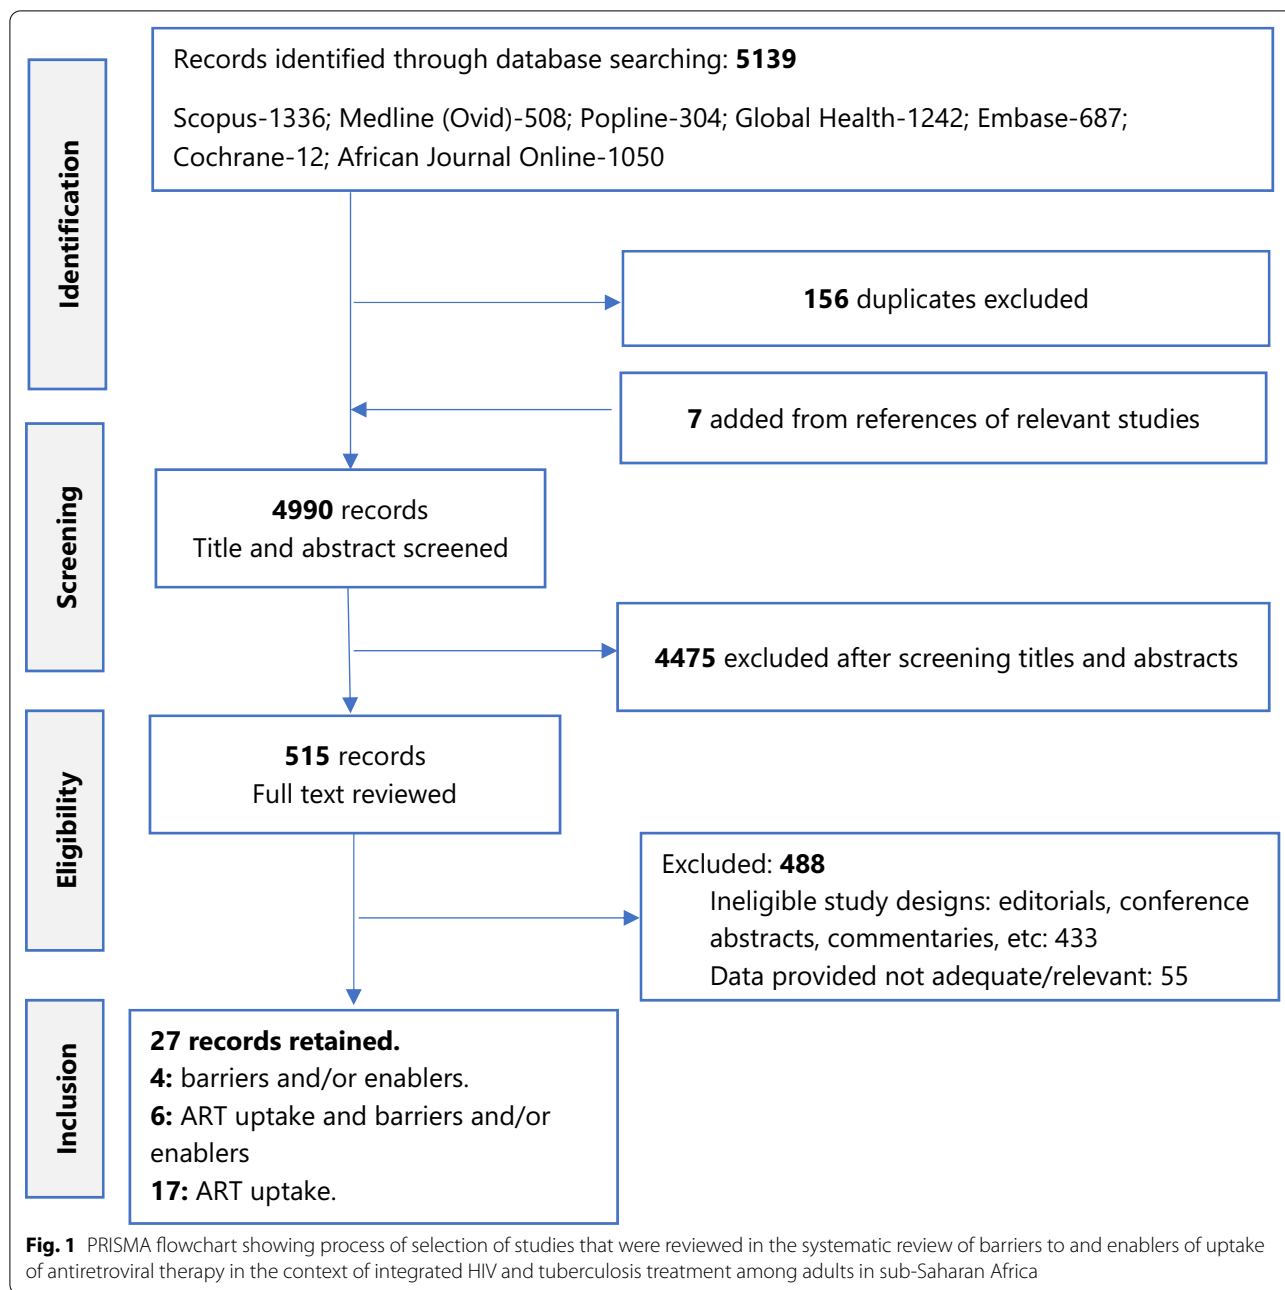 Identification
Records identified through database searching: 5139
Scopus-1336; Medline (Ovid)-508; Popline-304; Global Health-1242; Embase-687;
Cochrane-12; African Journal Online-1050
156 duplicates excluded
7 added from references of relevant studies
Screening
4990 records
Title and abstract screened
4475 excluded after screening titles and abstracts
Eligibility
515 records
Full text reviewed
Excluded: 488
Ineligible study designs: editorials, conference
abstracts, commentaries, etc: 433
Data provided not adequate/relevant: 55
Inclusion
27 records retained.
4: barriers and/or enablers.
6: ART uptake and barriers and/or
enablers
17: ART uptake.
Fig. 1 PRISMA flowchart showing process of selection of studies that were reviewed in the systematic review of barriers to and enablers of uptake
of antiretroviral therapy in the context of integrated HIV and tuberculosis treatment among adults in sub-Saharan Africa